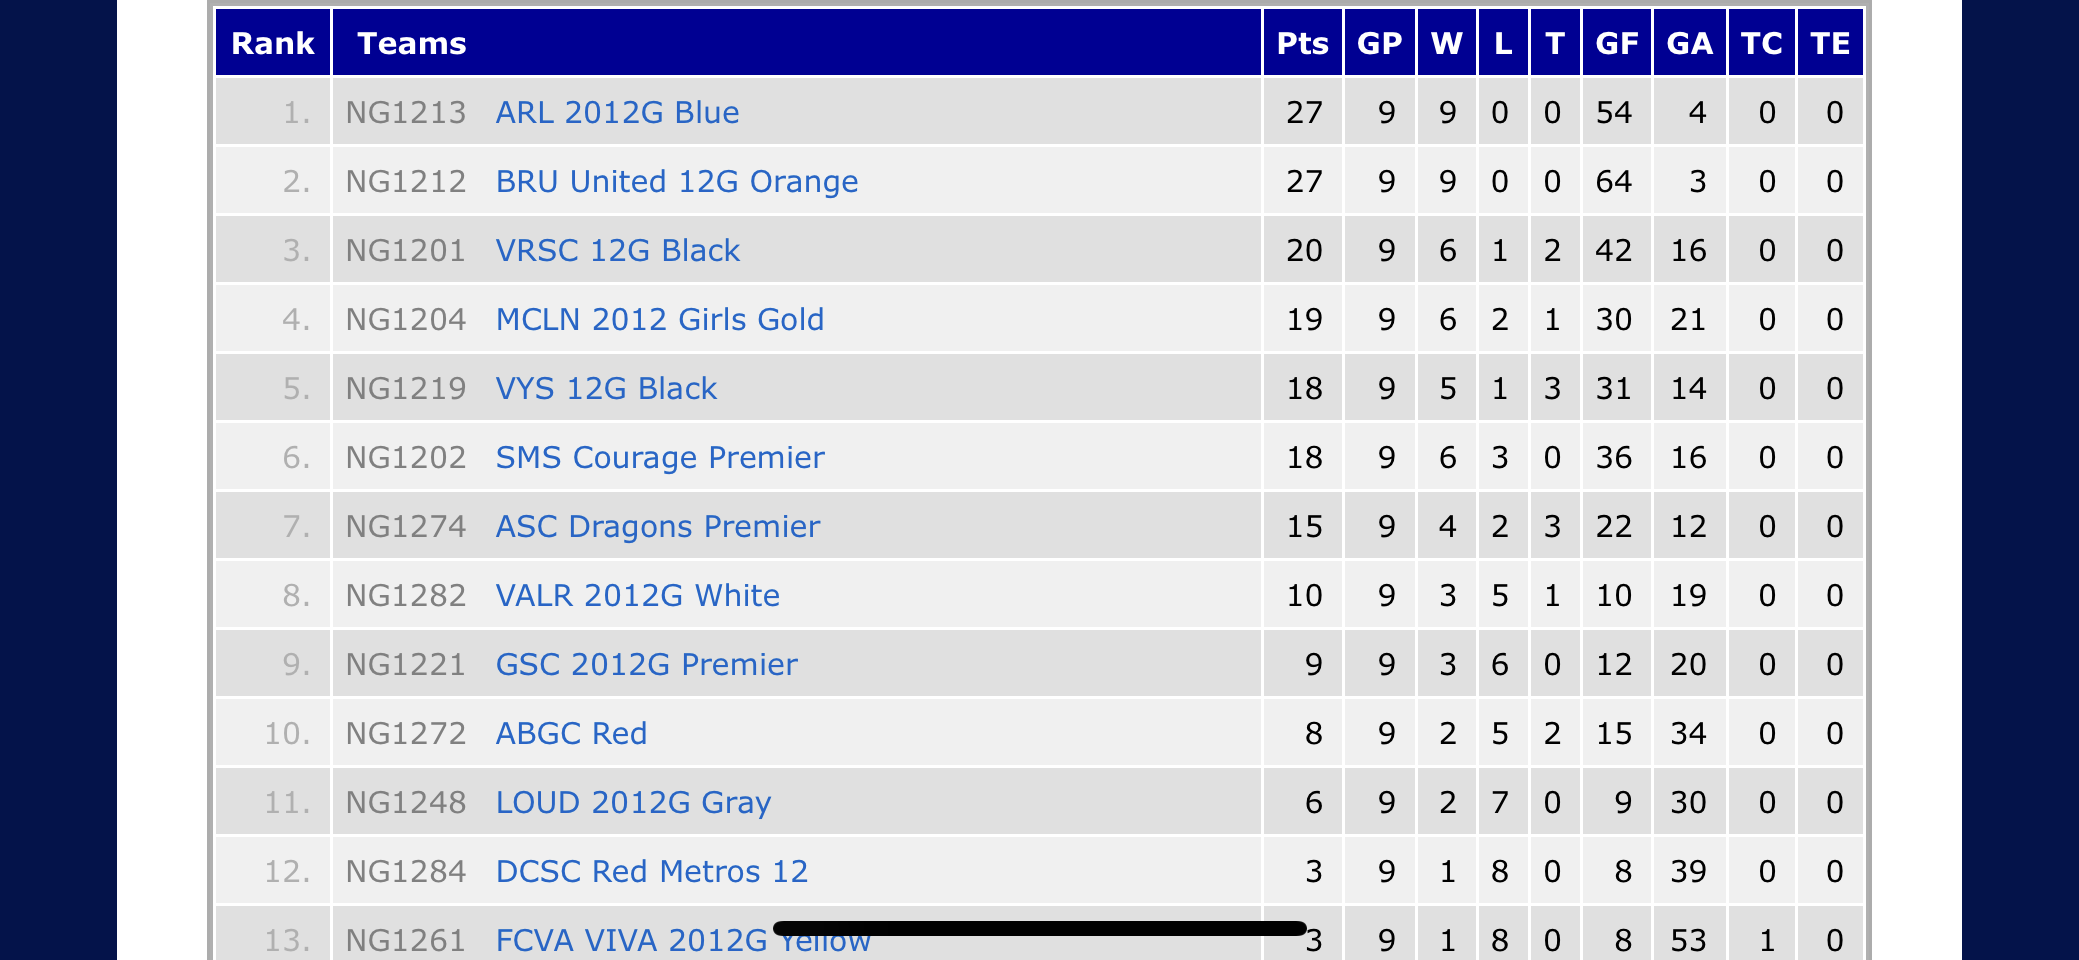 Rank Teams Pts GP W L T GF GA TC TE
1. NG1213 ARL 2012G Blue 27 9 9 0 0 54 4 0 0
2. NG1212 BRU United 12G Orange 27 9 9 0 0 64 3 0 0
3. NG1201 VRSC 12G Black 20 9 6 1 2 42 16 0 0
4. NG1204 MCLN 2012 Girls Gold 19 9 6 2 1 30 21 0 0
5. NG1219 VYS 12G Black 18 9 5 1 3 31 14 0 0
6. NG1202 SMS Courage Premier 18 9 6 3 0 36 16 0 0
7. NG1274 ASC Dragons Premier 15 9 4 2 3 22 12 0 0
8. NG1282 VALR 2012G White 10 9 3 5 1 10 19 0 0
9. NG1221 GSC 2012G Premier 9 9 3 6 0 12 20 0 0
10. NG1272 ABGC Red 8 9 2 5 2 15 34 0 0
11. NG1248 LOUD 2012G Gray 6 9 2 7 0 9 30 0 0
12. NG1284 DCSC Red Metros 12 3 9 1 8 0 8 39 0 0
13. NG1261 FCVA VIVA 2012G Yellow 3 9 1 8 0 8 53 1 0